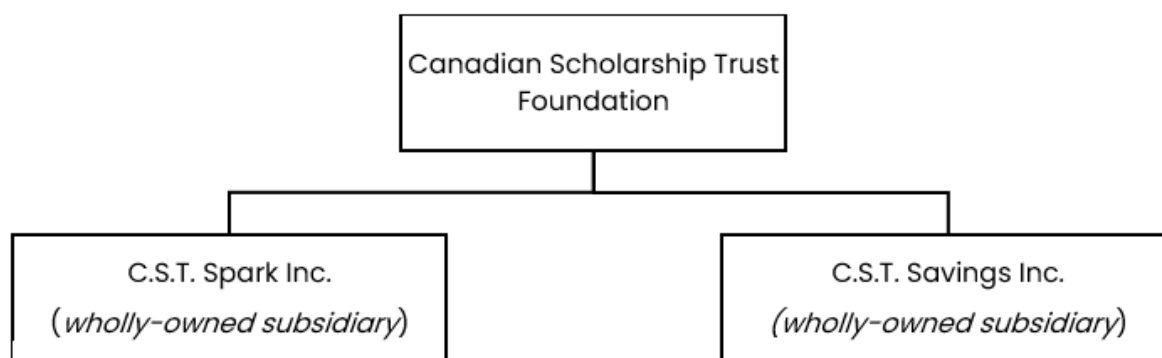 Canadian Scholarship Trust
Foundation
C.S.T. Spark Inc.
(wholly-owned subsidiary)
C.S.T. Savings Inc.
(wholly-owned subsidiary)